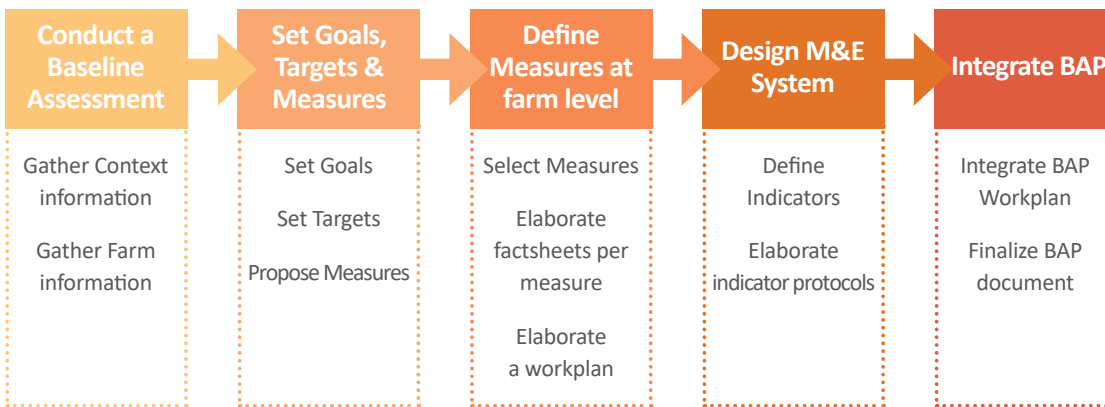 Conduct a
Baseline
Assessment
Gather Context
information
Gather Farm
information
Set Goals,
Targets &
Measures
Set Goals
Set Targets
Propose Measures
Define
Measures at
farm level
Select Measures
Elaborate
factsheets per
measure
Elaborate
a workplan
Design M&E
System
Define
Indicators
Elaborate
indicator protocols
Integrate BAP
Integrate BAP
Workplan
Finalize BAP
document